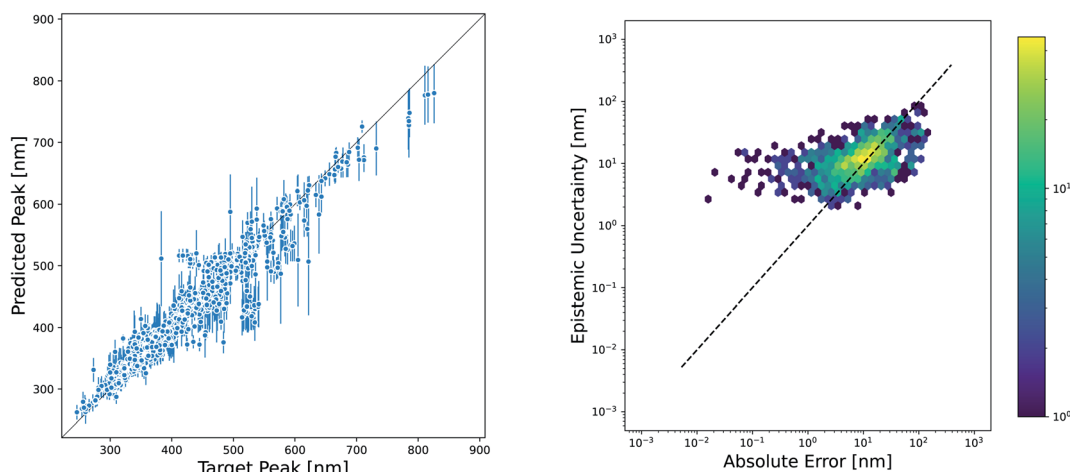 900
800
700
600
500
400
300
Predicted Peak [nm]
300 400 500 600 700 800 900
Target Peak [nm]
10³
10²
10¹
10⁰
10⁻¹
10⁻²
10⁻³
Epistemic Uncertainty [nm]
10⁻³ 10⁻² 10⁻¹ 10⁰ 10¹ 10² 10³
Absolute Error [nm]
10¹
10⁰